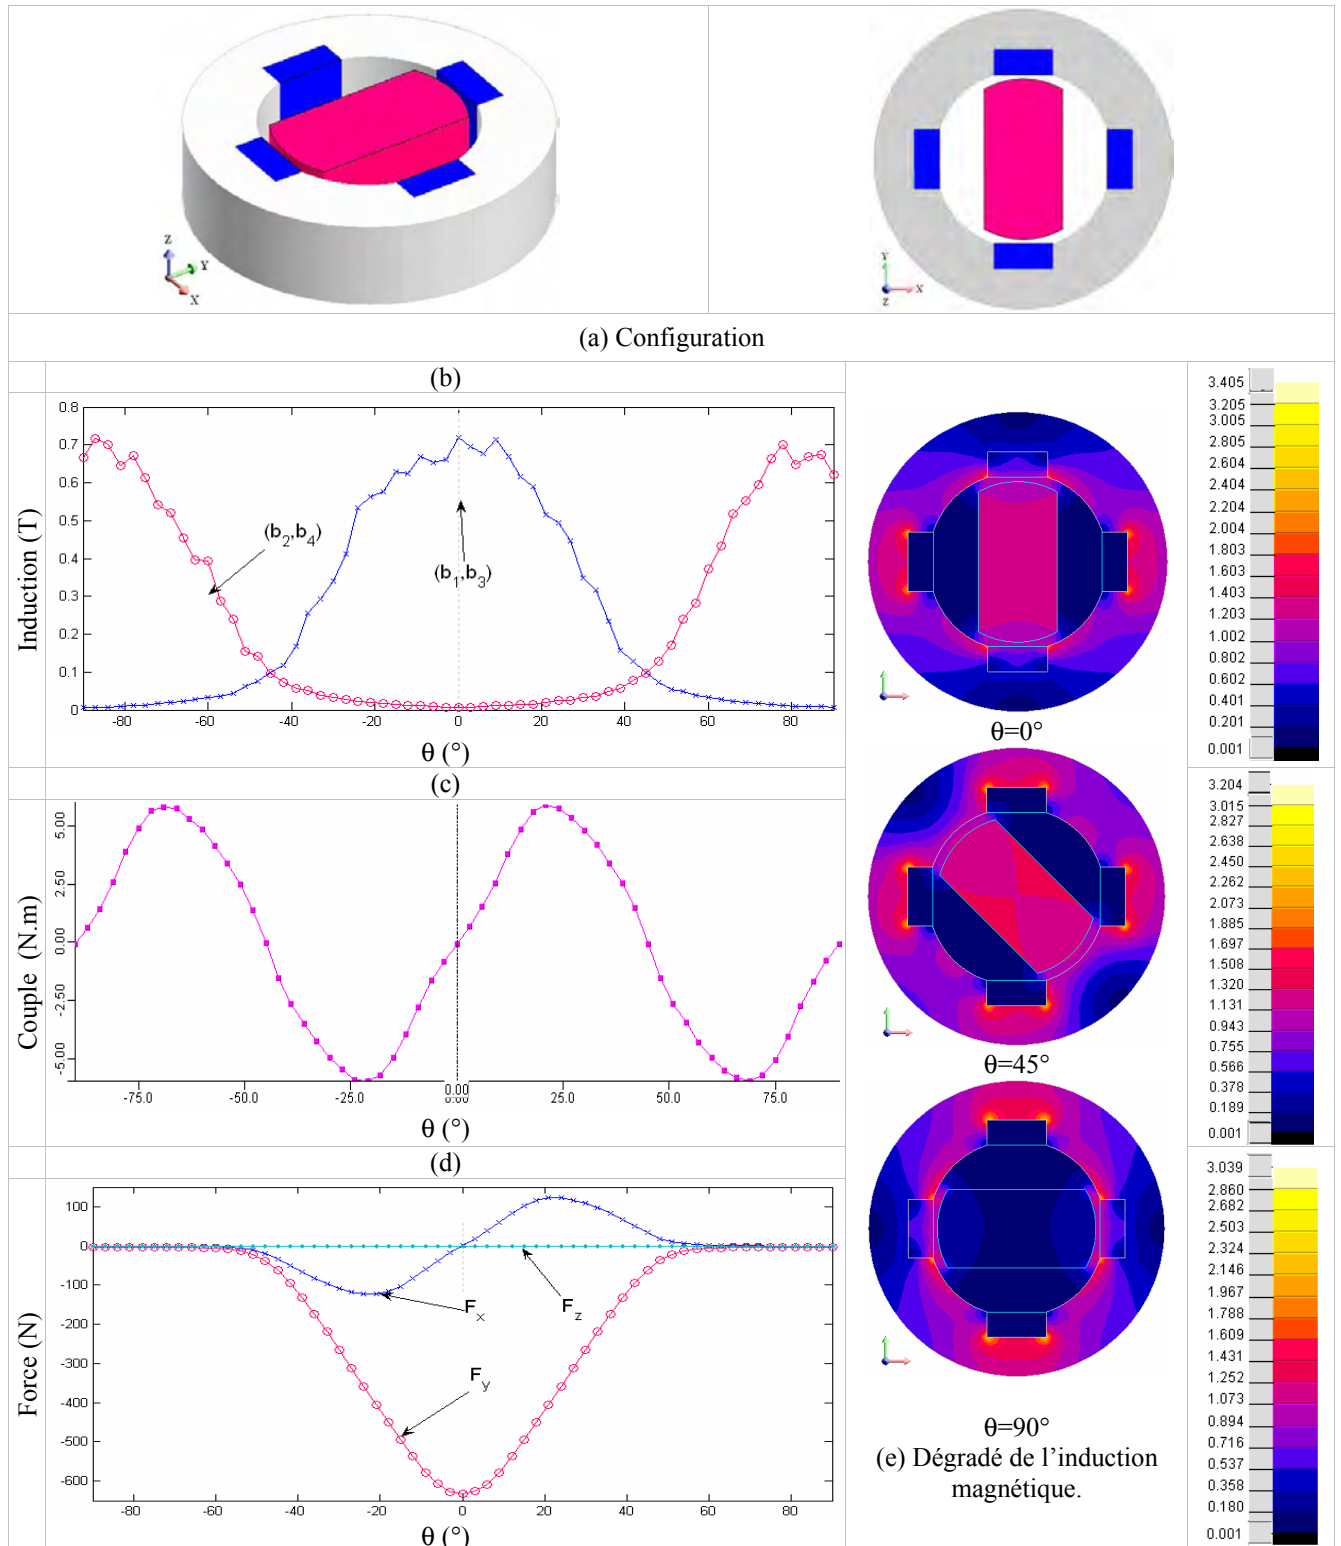 Z
Y
X
Y
X
Z
(a) Configuration
(b)
Induction (T)
0.8
0.7
0.6
0.5
0.4
0.3
0.2
0.1
0
(b2,b4)
(b1,b3)
-80 -60 -40 -20 0 20 40 60 80
θ (°)
(c)
Couple (N.m)
5.00
2.50
0.00
-2.50
-5.00
-75.0 -50.0 -25.0 0.00 25.0 50.0 75.0
θ (°)
(d)
Force (N)
100
0
-100
-200
-300
-400
-500
-600
Fx
Fz
Fy
-80 -60 -40 -20 0 20 40 60 80
θ (°)
θ=0°
θ=45°
θ=90°
(e) Dégradé de l’induction
magnétique.
3.405
3.205
3.005
2.805
2.604
2.404
2.204
2.004
1.803
1.603
1.403
1.203
1.002
0.802
0.602
0.401
0.201
0.001
3.204
3.015
2.827
2.638
2.450
2.262
2.073
1.885
1.697
1.508
1.320
1.131
0.943
0.755
0.566
0.378
0.189
0.001
3.039
2.860
2.682
2.503
2.324
2.146
1.967
1.788
1.609
1.431
1.252
1.073
0.894
0.716
0.537
0.358
0.180
0.001